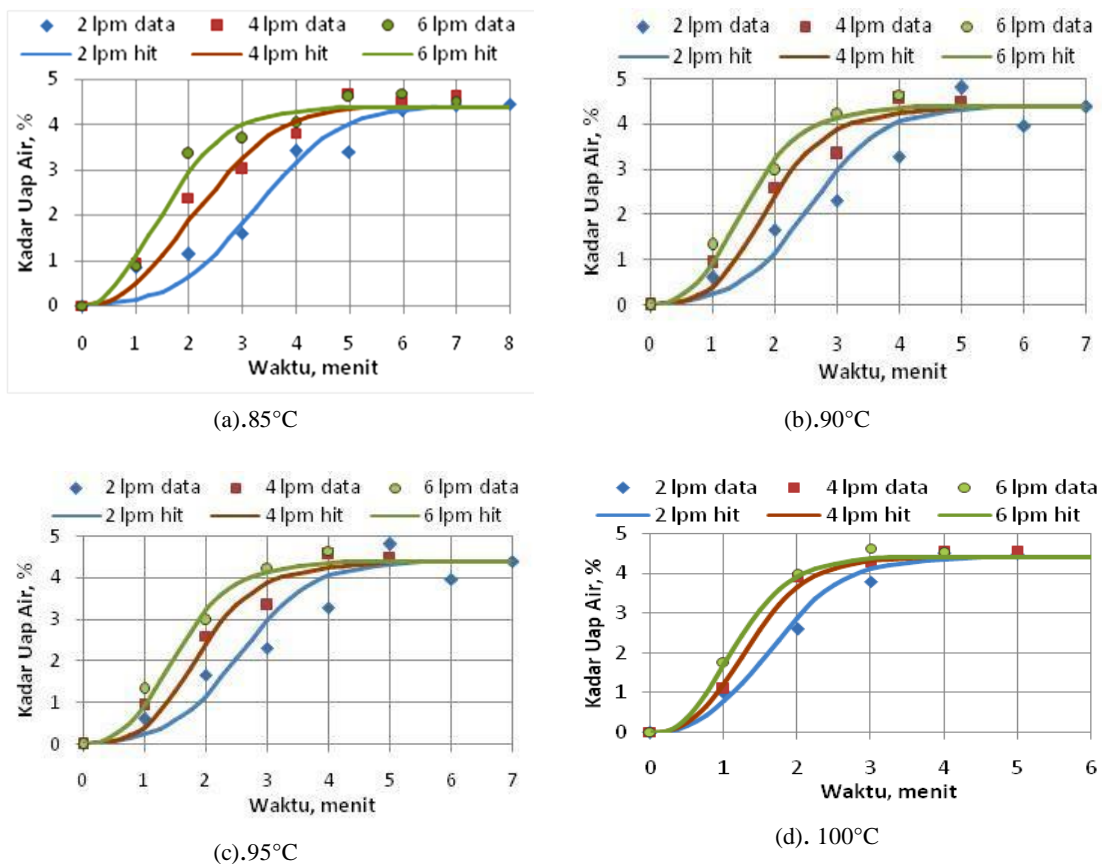 2 lpm data 4 lpm data 6 lpm data
2 lpm hit 4 lpm hit 6 lpm hit
Kadar Uap Air, %
5
4
3
2
1
0
0 1 2 3 4 5 6 7 8
Waktu, menit
(a).85°C
2 lpm data 4 lpm data 6 lpm data
2 lpm hit 4 lpm hit 6 lpm hit
Kadar Uap Air, %
5
4
3
2
1
0
0 1 2 3 4 5 6 7
Waktu, menit
(b).90°C
2 lpm data 4 lpm data 6 lpm data
2 lpm hit 4 lpm hit 6 lpm hit
Kadar Uap Air, %
5
4
3
2
1
0
0 1 2 3 4 5 6 7
Waktu, menit
(c).95°C
2 lpm data 4 lpm data 6 lpm data
2 lpm hit 4 lpm hit 6 lpm hit
Kadar Uap Air, %
5
4
3
2
1
0
0 1 2 3 4 5 6
Waktu, menit
(d). 100°C